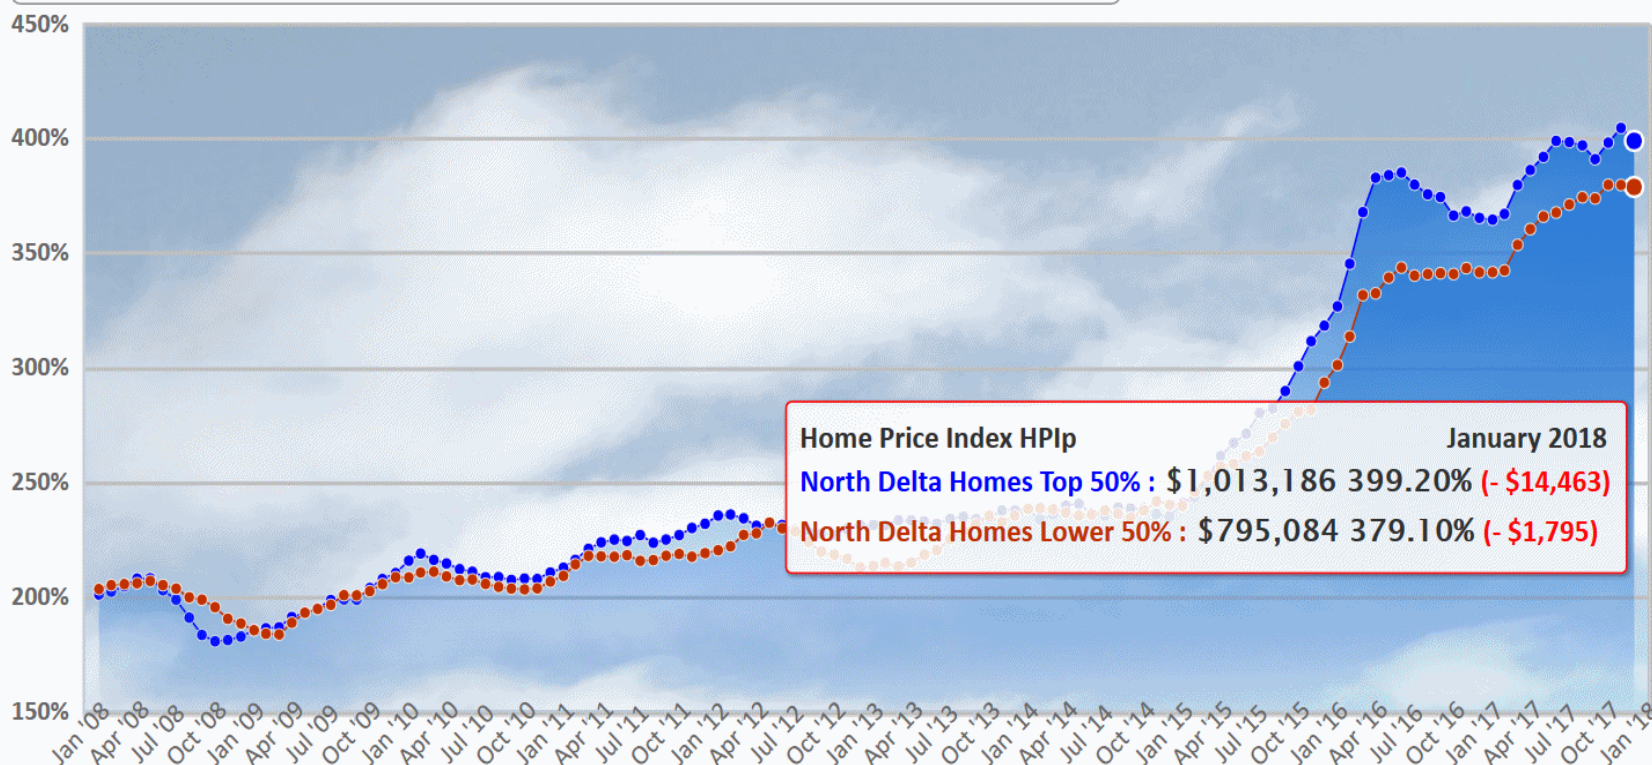 450%
400%
350%
300%
250%
200%
150%
Home Price Index HPIp January 2018
North Delta Homes Top 50% : $1,013,186 399.20% (- $14,463)
North Delta Homes Lower 50% : $795,084 379.10% (- $1,795)
Jan '08 Apr '08 Jul '08 Oct '08 Jan '09 Apr '09 Jul '09 Oct '09 Jan '10 Apr '10 Jul '10 Oct '10 Jan '11 Apr '11 Jul '11 Oct '11 Jan '12 Apr '12 Jul '12 Oct '12 Jan '13 Apr '13 Jul '13 Oct '13 Jan '14 Apr '14 Jul '14 Oct '14 Jan '15 Apr '15 Jul '15 Oct '15 Jan '16 Apr '16 Jul '16 Oct '16 Jan '17 Apr '17 Jul '17 Oct '17 Jan '18